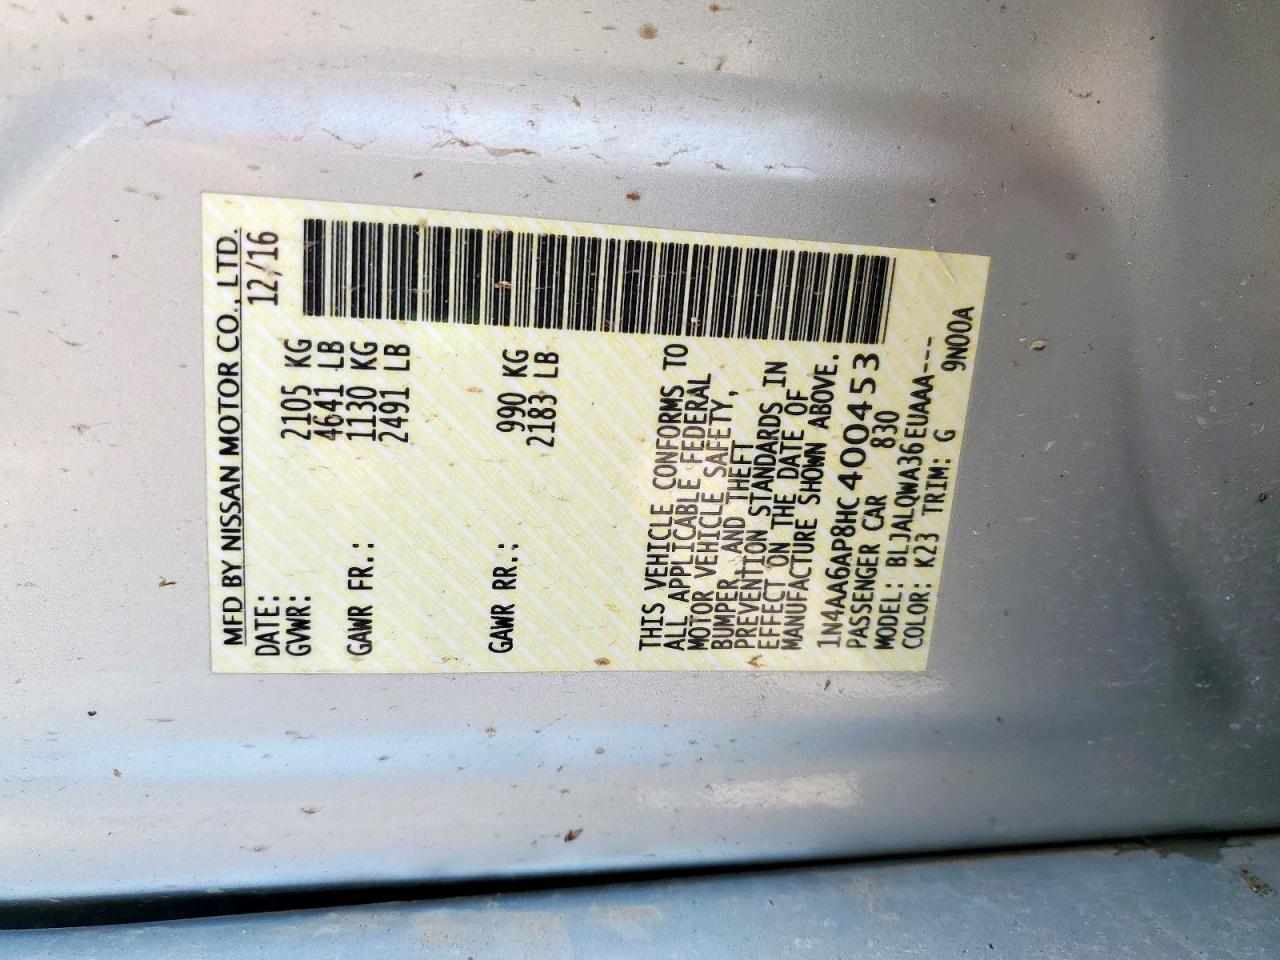 MFD BY NISSAN MOTOR CO., LTD.
DATE: 12/16
GVWR: 2105 KG
4641 LB
GAWR FR.: 1130 KG
2491 LB
GAWR RR.: 990 KG
2183 LB
THIS VEHICLE CONFORMS TO
ALL APPLICABLE FEDERAL
MOTOR VEHICLE SAFETY,
BUMPER AND THEFT
PREVENTION STANDARDS IN
EFFECT ON THE DATE OF
MANUFACTURE SHOWN ABOVE.
1N4AA6AP8HC400453
PASSENGER CAR 830
MODEL: BLJALQWA36EUAAA---
COLOR: K23 TRIM: G 9N00A